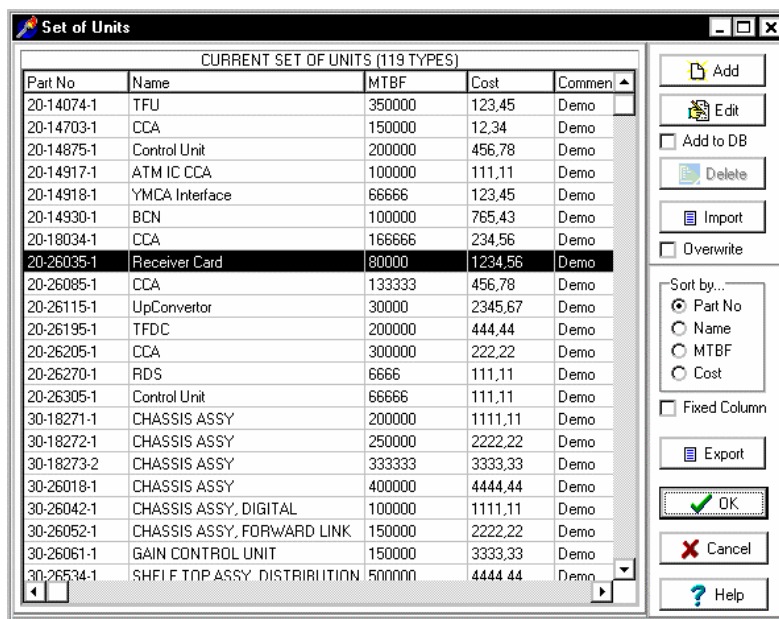 Set of Units
CURRENT SET OF UNITS (119 TYPES)
Part No Name MTBF Cost Commen
20-14074-1 TFU 350000 123,45 Demo
20-14703-1 CCA 150000 12,34 Demo
20-14875-1 Control Unit 200000 456,78 Demo
20-14917-1 ATM IC CCA 100000 111,11 Demo
20-14918-1 YMCA Interface 66666 123,45 Demo
20-14930-1 BCN 100000 765,43 Demo
20-18034-1 CCA 166666 234,56 Demo
20-26035-1 Receiver Card 80000 1234,56 Demo
20-26085-1 CCA 133333 456,78 Demo
20-26115-1 UpConvertor 30000 2345,67 Demo
20-26195-1 TFDC 200000 444,44 Demo
20-26205-1 CCA 300000 222,22 Demo
20-26270-1 RDS 6666 111,11 Demo
20-26305-1 Control Unit 66666 111,11 Demo
30-18271-1 CHASSIS ASSY 200000 1111,11 Demo
30-18272-1 CHASSIS ASSY 250000 2222,22 Demo
30-18273-2 CHASSIS ASSY 333333 3333,33 Demo
30-26018-1 CHASSIS ASSY 400000 4444,44 Demo
30-26042-1 CHASSIS ASSY, DIGITAL 100000 1111,11 Demo
30-26052-1 CHASSIS ASSY, FORWARD LINK 150000 2222,22 Demo
30-26061-1 GAIN CONTROL UNIT 150000 3333,33 Demo
30-26534-1 SHELF TOP ASSY, DISTRIBUTION 500000 4444,44 Demo
Add
Edit
Add to DB
Delete
Import
Overwrite
Sort by...
Part No
Name
MTBF
Cost
Fixed Column
Export
OK
Cancel
Help